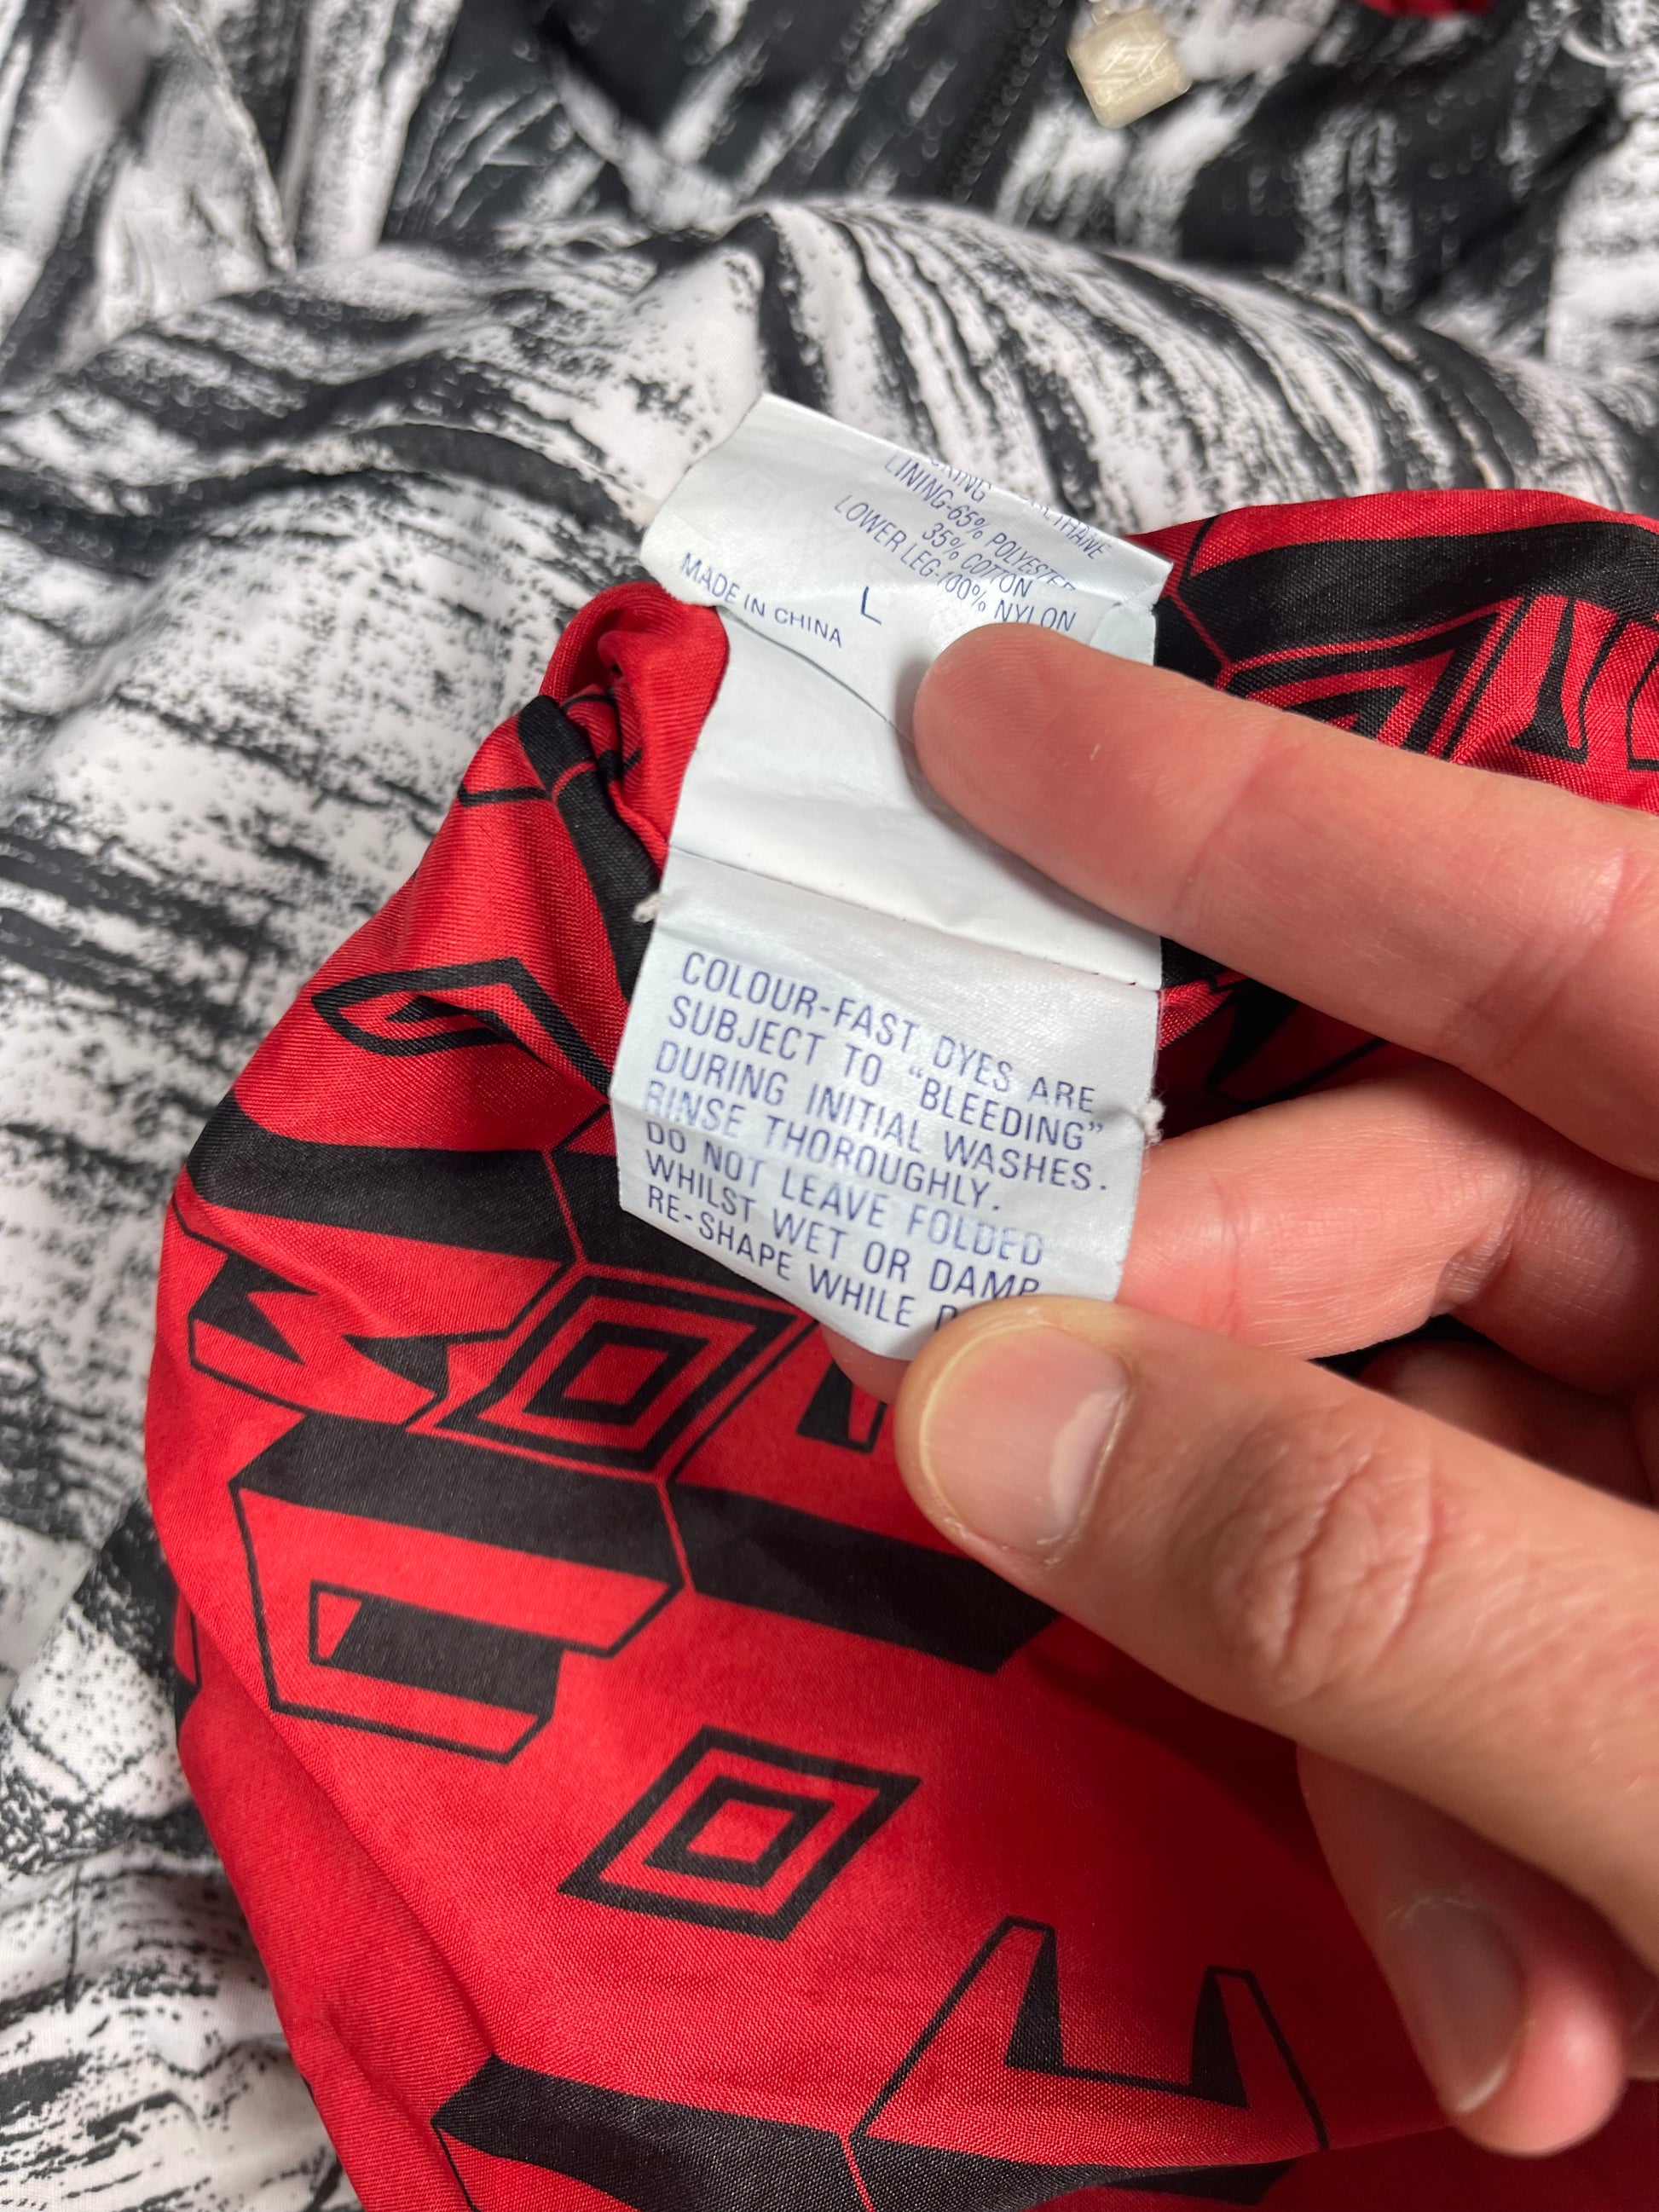 LINING-65% POLYESTER
35% COTTON
LOWER LEG-100% NYLON
L
MADE IN CHINA
COLOUR-FAST DYES ARE
SUBJECT TO “BLEEDING”
DURING INITIAL WASHES.
RINSE THOROUGHLY.
DO NOT LEAVE FOLDED
WHILST WET OR DAMP
RE-SHAPE WHILE